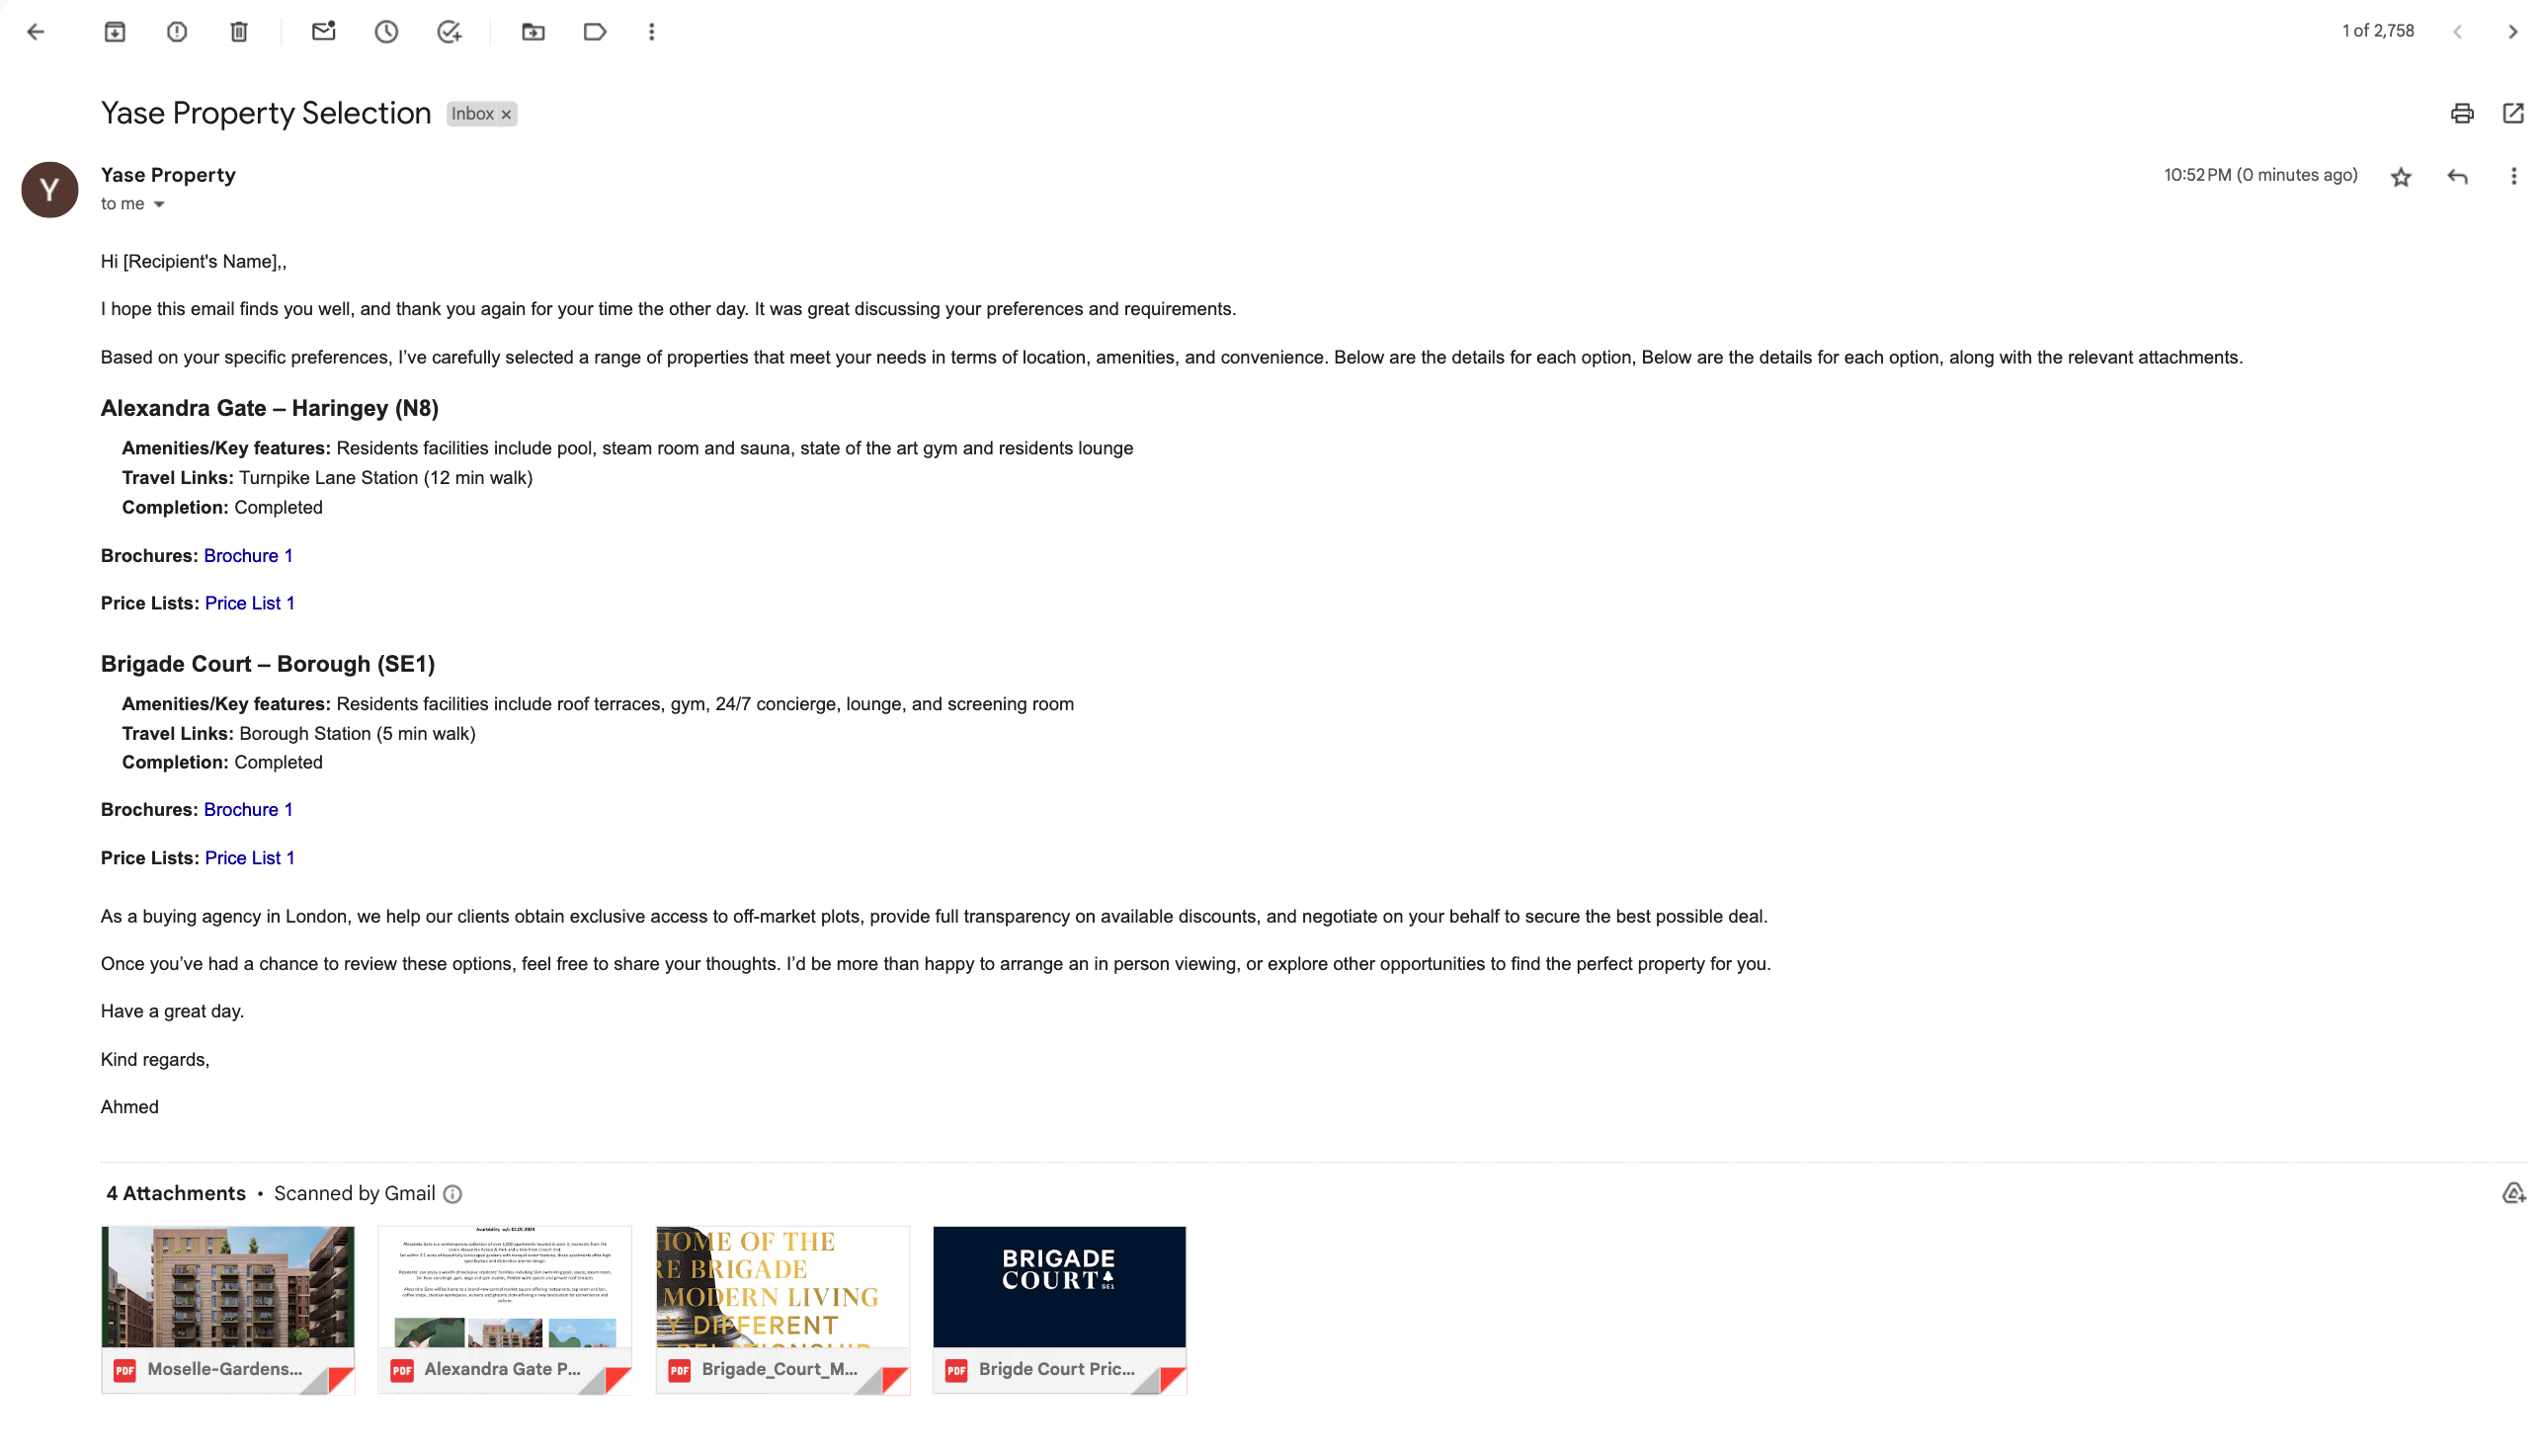 1 of 2,758
Yase Property Selection Inbox ×
Y
Yase Property
10:52 PM (0 minutes ago)
to me
Hi [Recipient's Name],,
I hope this email finds you well, and thank you again for your time the other day. It was great discussing your preferences and requirements.
Based on your specific preferences, I’ve carefully selected a range of properties that meet your needs in terms of location, amenities, and convenience. Below are the details for each option, Below are the details for each option, along with the relevant attachments.
Alexandra Gate – Haringey (N8)
Amenities/Key features: Residents facilities include pool, steam room and sauna, state of the art gym and residents lounge
Travel Links: Turnpike Lane Station (12 min walk)
Completion: Completed
Brochures: Brochure 1
Price Lists: Price List 1
Brigade Court – Borough (SE1)
Amenities/Key features: Residents facilities include roof terraces, gym, 24/7 concierge, lounge, and screening room
Travel Links: Borough Station (5 min walk)
Completion: Completed
Brochures: Brochure 1
Price Lists: Price List 1
As a buying agency in London, we help our clients obtain exclusive access to off-market plots, provide full transparency on available discounts, and negotiate on your behalf to secure the best possible deal.
Once you’ve had a chance to review these options, feel free to share your thoughts. I’d be more than happy to arrange an in person viewing, or explore other opportunities to find the perfect property for you.
Have a great day.
Kind regards,
Ahmed
4 Attachments • Scanned by Gmail
HOME OF THE
BRIGADE
MODERN LIVING
DIFFERENT
BRIGADE
COURT SE1
PDF Moselle-Gardens...
PDF Alexandra Gate P...
PDF Brigade_Court_M...
PDF Brigde Court Pric...